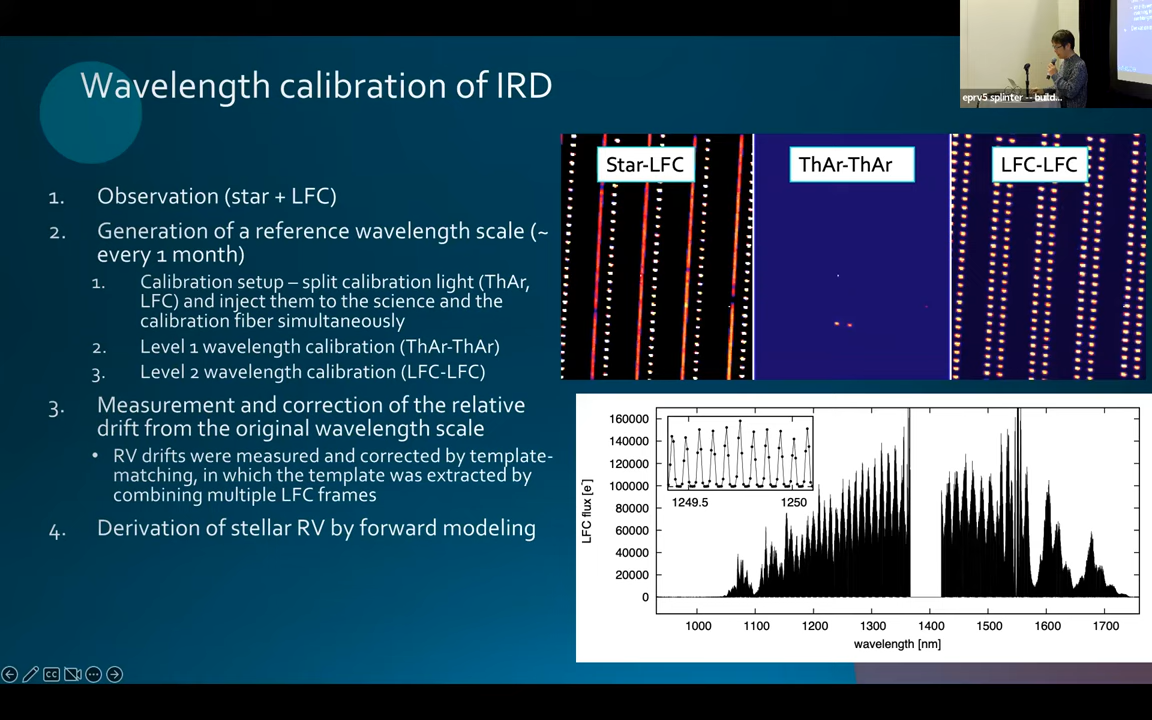 Wavelength calibration of IRD
eprv5 splinter -- build...
1. Observation (star + LFC)
2. Generation of a reference wavelength scale (~
every 1 month)
1. Calibration setup – split calibration light (ThAr,
LFC) and inject them to the science and the
calibration fiber simultaneously
2. Level 1 wavelength calibration (ThAr-ThAr)
3. Level 2 wavelength calibration (LFC-LFC)
3. Measurement and correction of the relative
drift from the original wavelength scale
• RV drifts were measured and corrected by template-
matching, in which the template was extracted by
combining multiple LFC frames
4. Derivation of stellar RV by forward modeling
Star-LFC
ThAr-ThAr
LFC-LFC
LFC flux [e⁻]
160000
140000
120000
100000
80000
60000
40000
20000
0
1249.5 1250
1000 1100 1200 1300 1400 1500 1600 1700
wavelength [nm]
CC